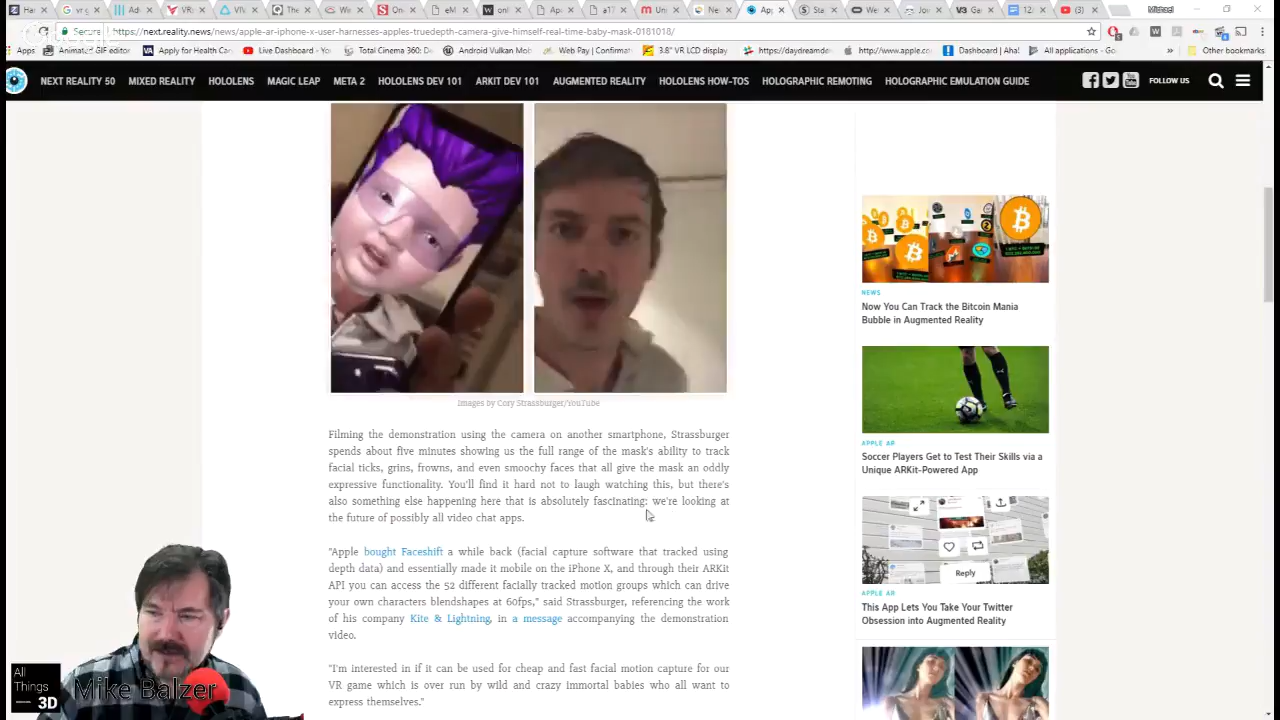 Secure
https://next.reality.news/news/apple-ar-iphone-x-user-harnesses-apples-truedepth-camera-give-himself-real-time-baby-mask-0181018/
Apps
Animation:
Apply for Health Car
Live Dashboard - You
Total Cinema 360 De
Android Vulkan Mob
Web Pay | Confirmati
3.8" VR LCD Display
https://daydreamdis
http://www.apple.co
Januality HQ
All applications - Go
Other bookmarks
NEXT REALITY 50
MIXED REALITY
HOLOLENS
MAGIC LEAP
META 2
HOLOLENS DEV 101
ARKIT DEV 101
AUGMENTED REALITY
HOLOLENS HOW-TOS
HOLOGRAPHIC REMOTING
HOLOGRAPHIC EMULATION GUIDE
FOLLOW US
Images by Cory Strassburger/YouTube
Filming the demonstration using the camera on another smartphone, Strassburger
spends about five minutes showing us the full range of the mask's ability to track
facial ticks, grins, frowns, and even smoochy faces that all give the mask an oddly
expressive functionality. You'll find it hard not to laugh watching this, but there's
also something else happening here that is absolutely fascinating: we're looking at
the future of possibly all video chat apps.
"Apple bought Faceshift a while back (facial capture software that tracked using
depth data) and essentially made it mobile on the iPhone X, and through their ARKit
API you can access the 52 different facially tracked motion groups which can drive
your own characters blendshapes at 60fps," said Strassburger, referencing the work
of his company Kite & Lightning, in a message accompanying the demonstration
video.
"I'm interested in if it can be used for cheap and fast facial motion capture for our
VR game which is over run by wild and crazy immortal babies who all want to
express themselves."
NEWS
Now You Can Track the Bitcoin Mania
Bubble in Augmented Reality
APPLE AR
Soccer Players Get to Test Their Skills via a
Unique ARKit-Powered App
Reply
APPLE AR
This App Lets You Take Your Twitter
Obsession into Augmented Reality
All
Things
3D
Mike Balzer